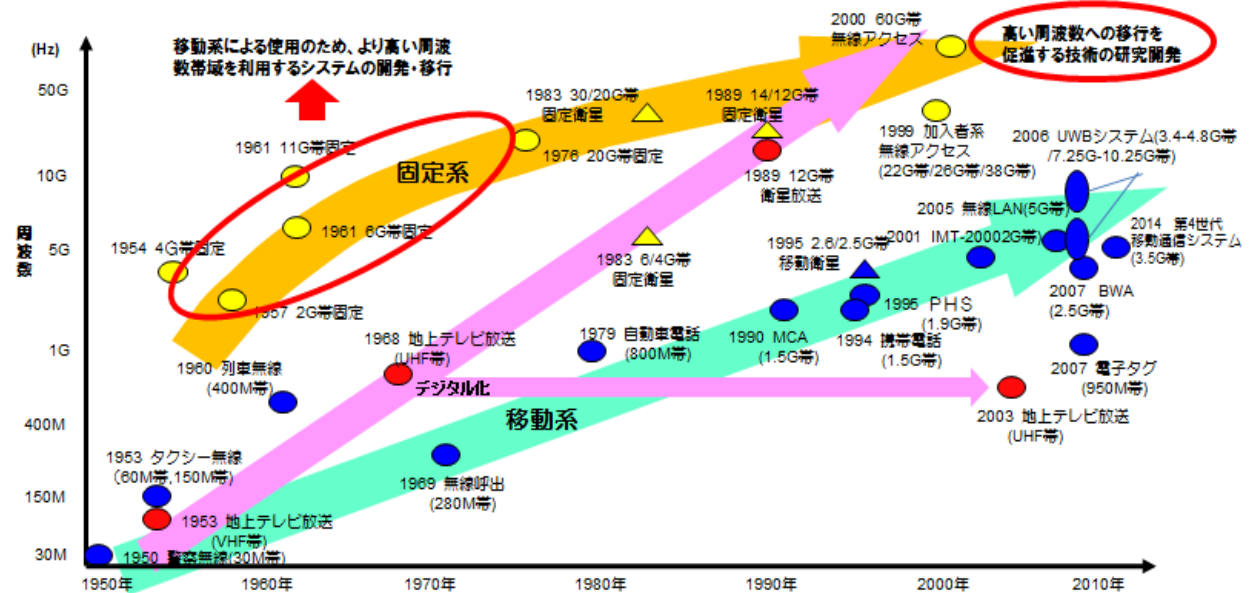 (Hz)
50G
10G
5G
1G
400M
150M
30M
周
波
数
移動系による使用のため、より高い周波
数帯域を利用するシステムの開発・移行
2000 60G帯
無線アクセス
高い周波数への移行を
促進する技術の研究開発
1983 30/20G帯
固定衛星
1989 14/12G帯
固定衛星
1961 11G帯固定
固定系
1976 20G帯固定
1999 加入者系
無線アクセス
(22G帯/26G帯/38G帯)
2006 UWBシステム(3.4-4.8G帯
/7.25G-10.25G帯)
1989 12G帯
衛星放送
1954 4G帯固定
1961 6G帯固定
1983 6/4G帯
固定衛星
1995 2.6/2.5G帯
移動衛星
2005 無線LAN(5G帯)
2001 IMT-20002G帯)
2014 第4世代
移動通信システム
(3.5G帯)
1957 2G帯固定
1968 地上テレビ放送
(UHF帯)
1979 自動車電話
(800M帯)
1990 MCA
(1.5G帯)
1995 PHS
(1.9G帯)
1994 携帯電話
(1.5G帯)
2007 BWA
(2.5G帯)
1960 列車無線
(400M帯)
デジタル化
2007 電子タグ
(950M帯)
移動系
2003 地上テレビ放送
(UHF帯)
1953 タクシー無線
(60M帯,150M帯)
1969 無線呼出
(280M帯)
1953 地上テレビ放送
(VHF帯)
1950 警察無線(30M帯)
1950年
1960年
1970年
1980年
1990年
2000年
2010年